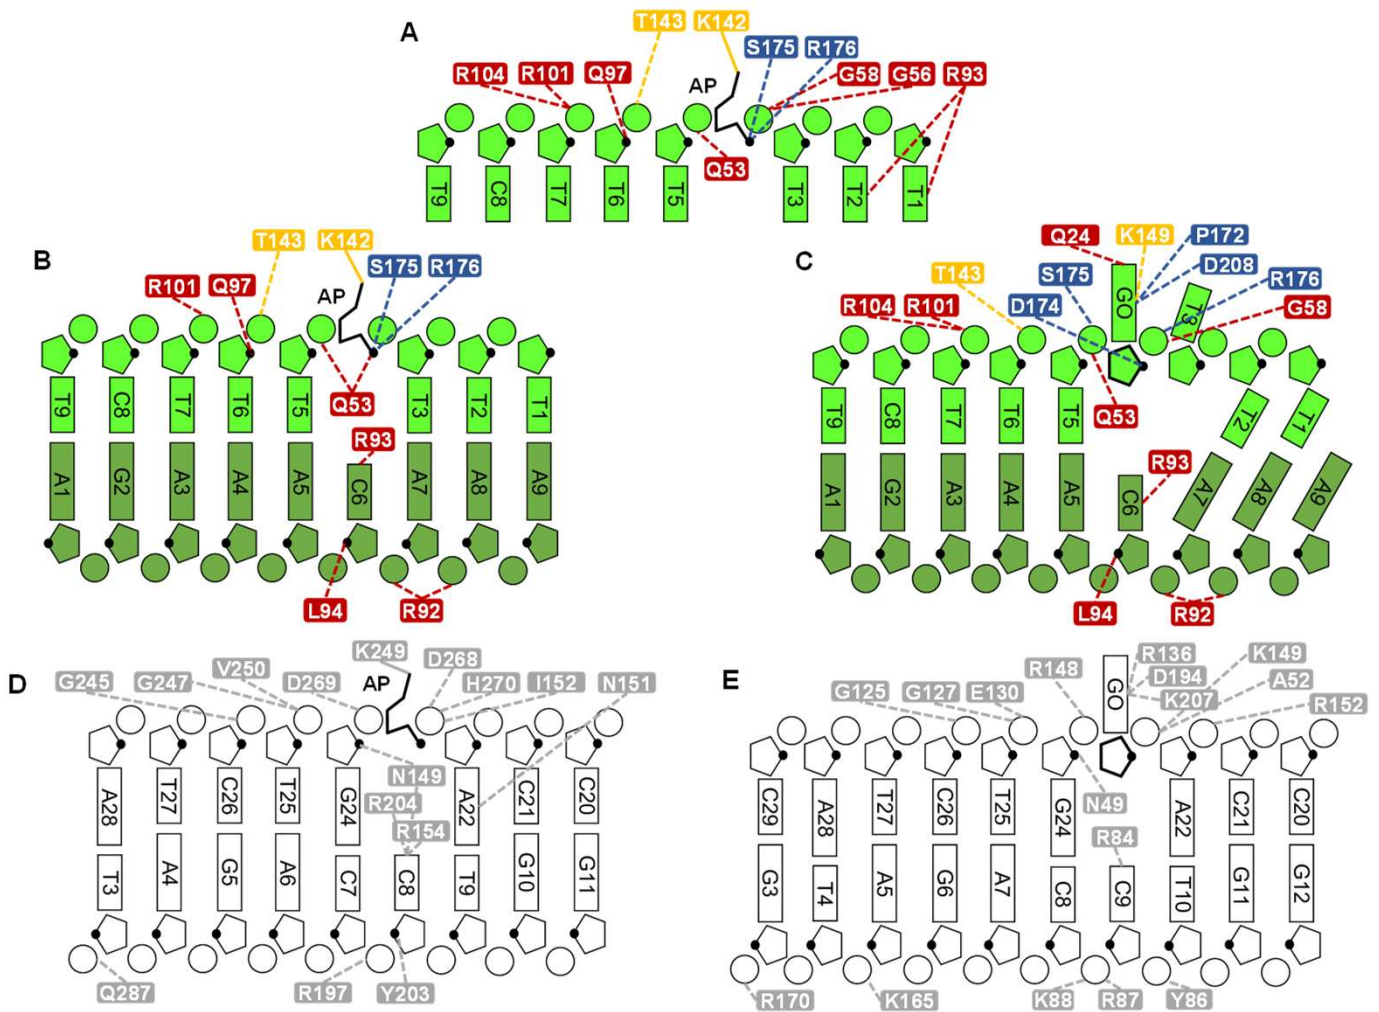 A
T143 K142
S175 R176
R104 R101 Q97 AP G58 G56 R93
Q53
T9 C8 T7 T6 T5 T3 T2 T1
B
T143 K142
S175 R176
R101 Q97 AP
Q53
T9 C8 T7 T6 T5 T3 T2 T1
R93
A1 G2 A3 A4 A5 C6 A7 A8 A9
L94 R92
C
Q24 K149 P172
D208
T143 S175 R176
R104 R101 D174 GO T3 G58
Q53
T9 C8 T7 T6 T5 T2 T1
R93
A1 G2 A3 A4 A5 C6 A7 A8 A9
L94 R92
D
K249 D268
V250
G245 G247 D269 AP H270 I152 N151
N149
A28 T27 C26 T25 G24 A22 C21 C20
R204
R154
T3 A4 G5 A6 C7 C8 T9 G10 G11
Q287 R197 Y203
E
R148 R136 K149
D194 A52
G125 G127 E130 GO K207 R152
N49
C29 A28 T27 C26 T25 G24 A22 C21 C20
R84
G3 T4 A5 G6 A7 C8 C9 T10 G11 G12
R170 K165 K88 R87 Y86